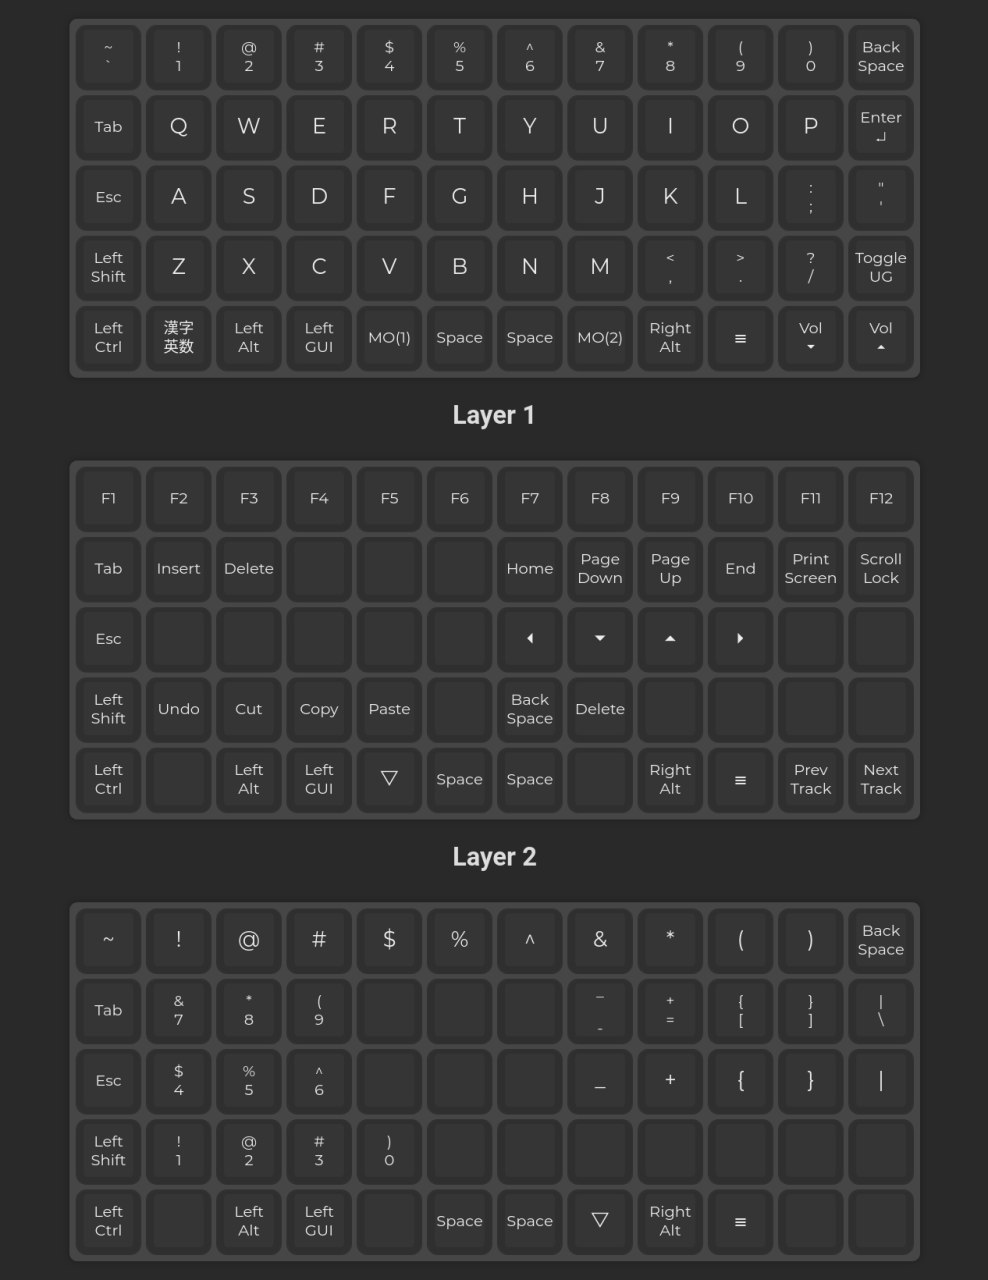 ~ ! @ # $ % ^ & * ( ) Back
` 1 2 3 4 5 6 7 8 9 0 Space
Tab Q W E R T Y U I O P Enter
↵
Esc A S D F G H J K L : "
; '
Left Z X C V B N M < > ? Toggle
Shift , . / UG
Left 漢字 Left Left MO(1) Space Space MO(2) Right ≡ Vol Vol
Ctrl 英数 Alt GUI Alt ▾ ▴
Layer 1
F1 F2 F3 F4 F5 F6 F7 F8 F9 F10 F11 F12
Tab Insert Delete Home Page Page End Print Scroll
Down Up Screen Lock
Esc ◂ ▾ ▴ ▸
Left Undo Cut Copy Paste Back Delete
Shift Space
Left Left Left ▽ Space Space Right ≡ Prev Next
Ctrl Alt GUI Alt Track Track
Layer 2
~ ! @ # $ % ^ & * ( ) Back
Space
Tab & * ( _ + { } |
7 8 9 - = [ ] \
Esc $ % ^ _ + { } |
4 5 6
Left ! @ # )
Shift 1 2 3 0
Left Left Left Space Space ▽ Right ≡
Ctrl Alt GUI Alt